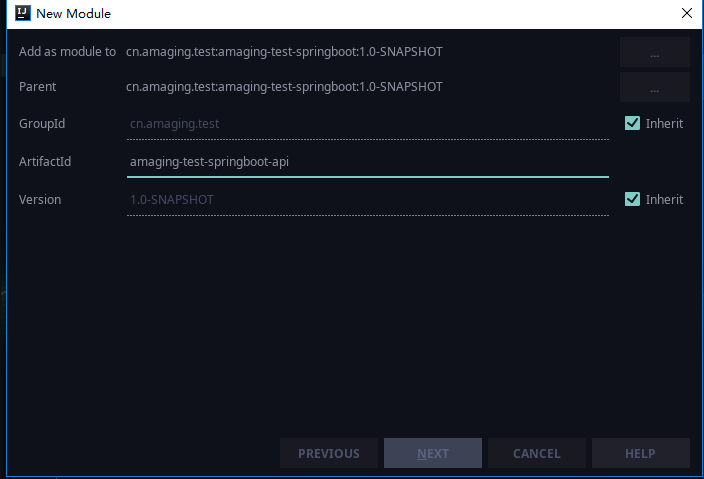 IJ New Module
Add as module to cn.amaging.test:amaging-test-springboot:1.0-SNAPSHOT ...
Parent cn.amaging.test:amaging-test-springboot:1.0-SNAPSHOT ...
GroupId cn.amaging.test Inherit
ArtifactId amaging-test-springboot-api
Version 1.0-SNAPSHOT Inherit
PREVIOUS NEXT CANCEL HELP